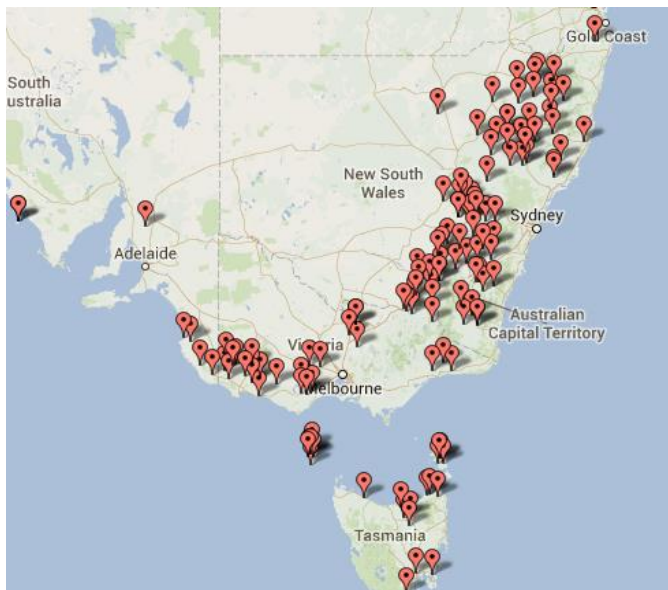 Gold Coast
South
ustralia
New South
Wales
Sydney
Adelaide
Australian
Capital Territory
Victoria
Melbourne
Tasmania